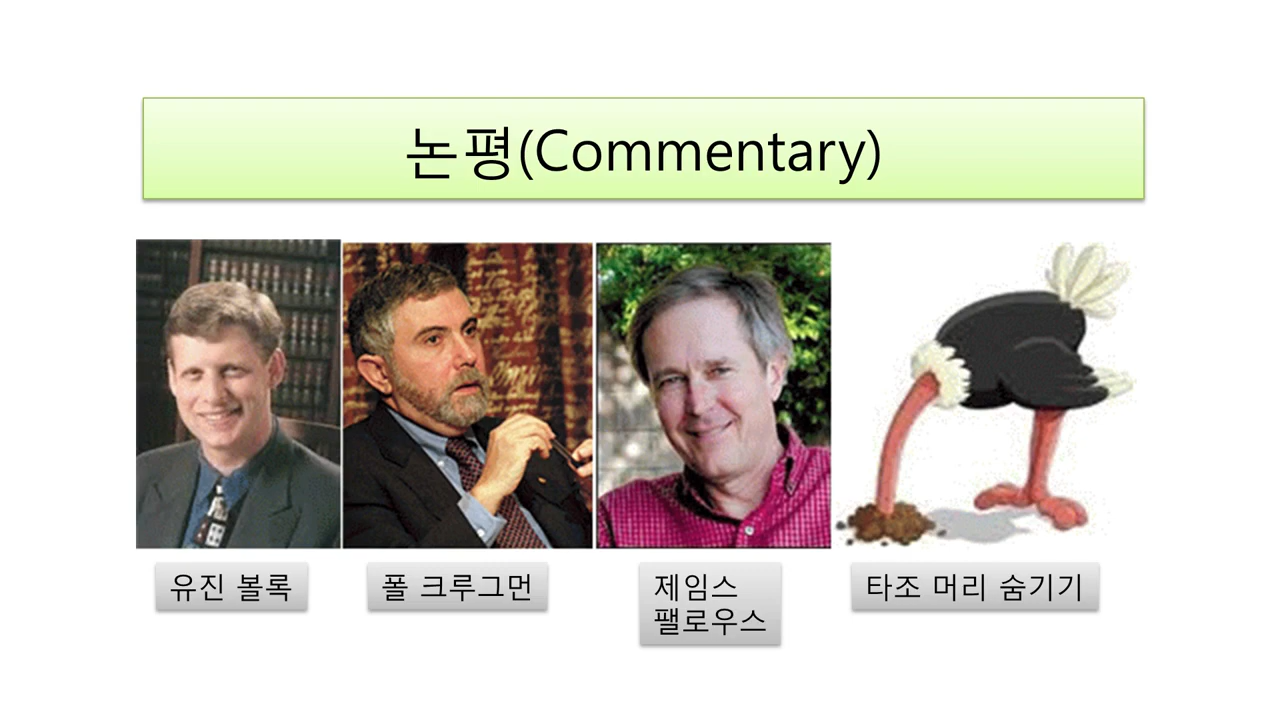 논평(Commentary)
유진 볼록
폴 크루그먼
제임스
팰로우스
타조 머리 숨기기